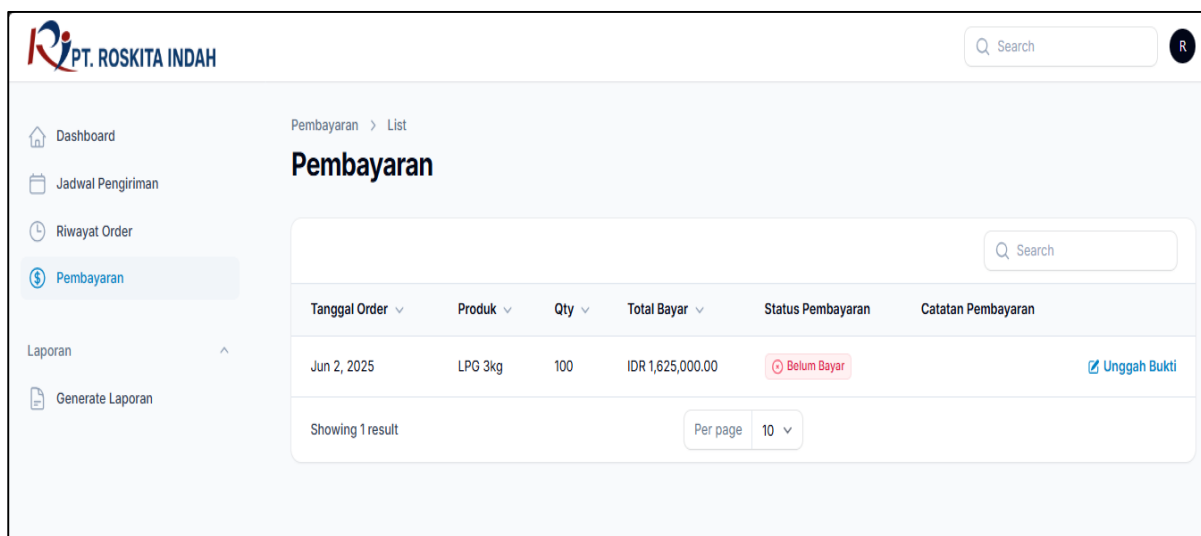 Ri PT. ROSKITA INDAH
Search
R
Dashboard
Jadwal Pengiriman
Riwayat Order
Pembayaran
Laporan
Generate Laporan
Pembayaran > List
Pembayaran
Search
Tanggal Order Produk Qty Total Bayar Status Pembayaran Catatan Pembayaran
Jun 2, 2025 LPG 3kg 100 IDR 1,625,000.00 Belum Bayar Unggah Bukti
Showing 1 result Per page 10